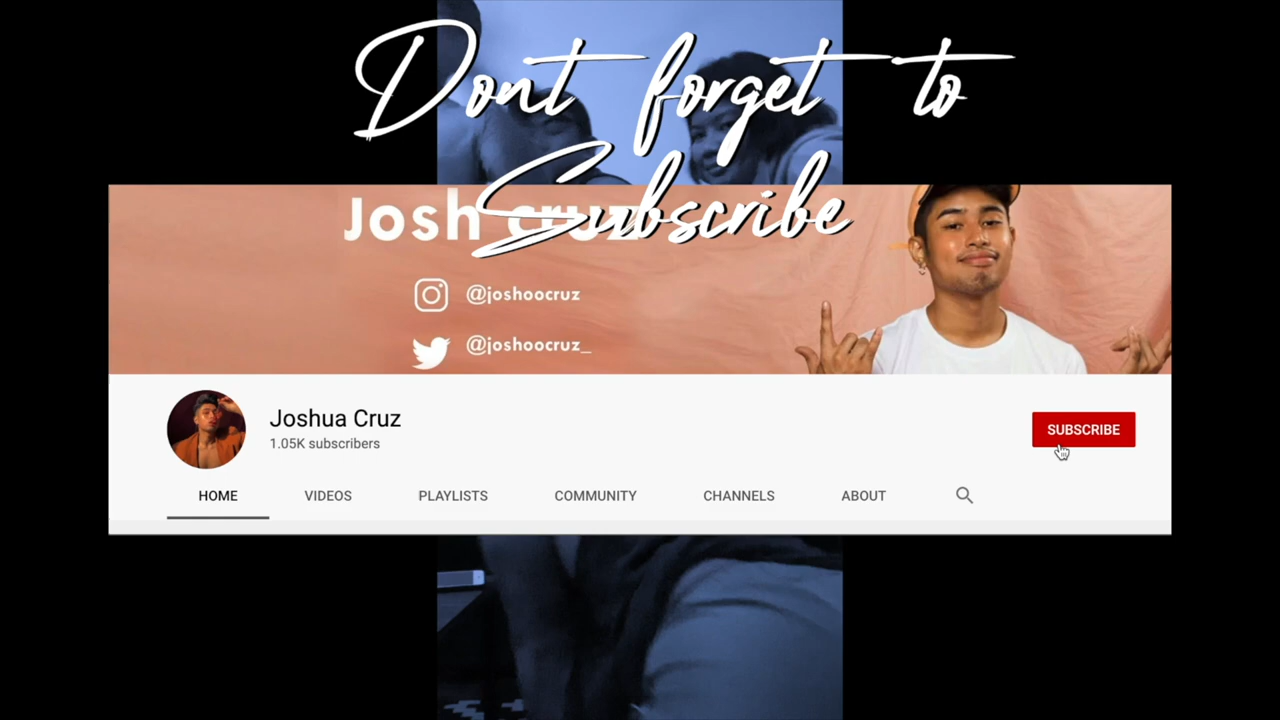 Dont forget to
Subscribe
Josh cruz
@joshoocruz
@joshoocruz_
Joshua Cruz
1.05K subscribers
SUBSCRIBE
HOME
VIDEOS
PLAYLISTS
COMMUNITY
CHANNELS
ABOUT